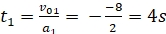 t₁ = v₀₁/a₁ = − −8/2 = 4s